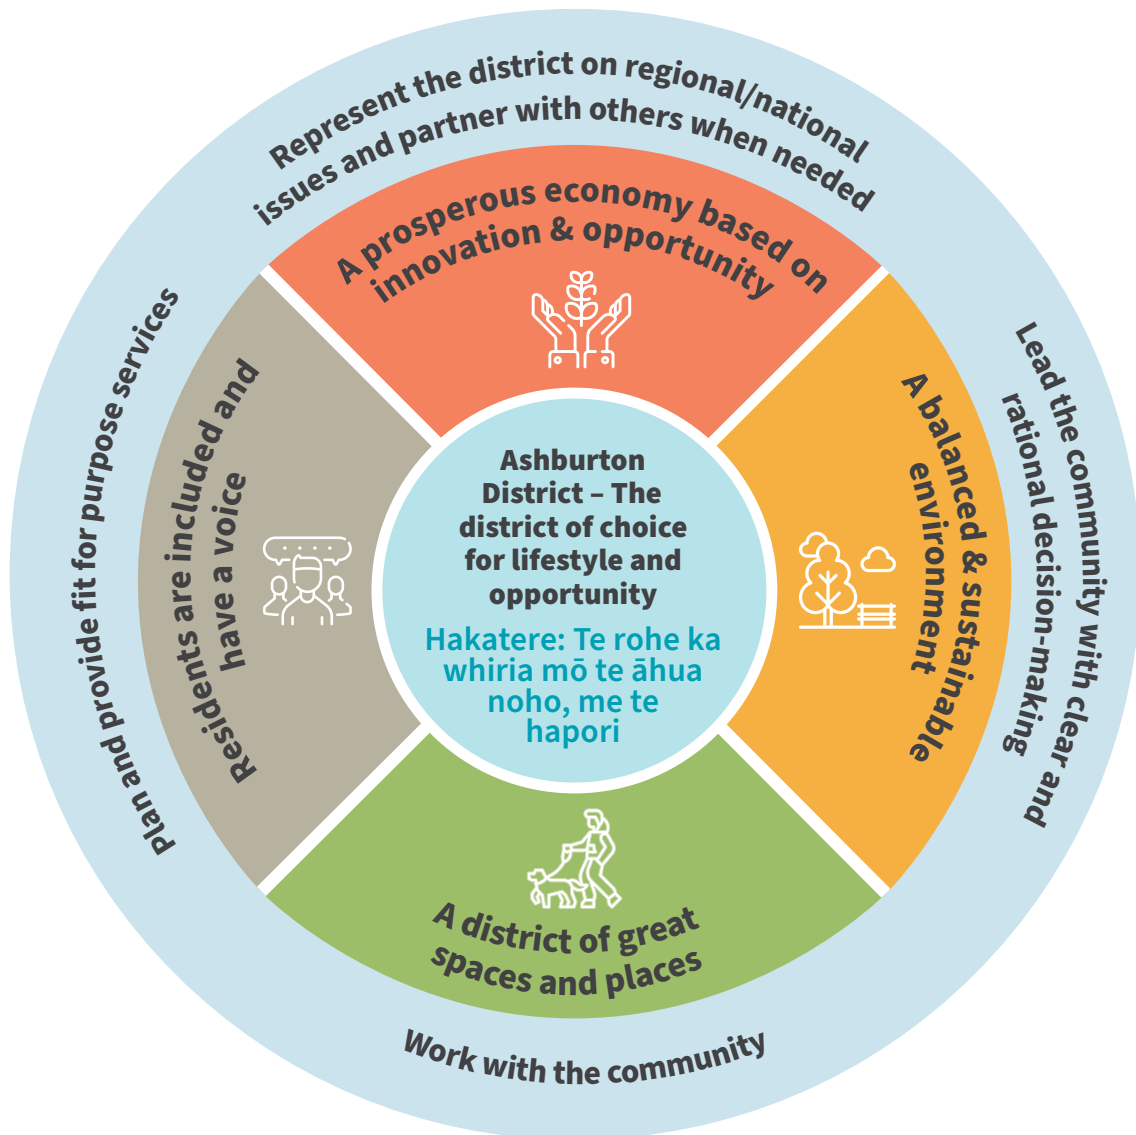 Represent the district on regional/national
issues and partner with others when needed
A prosperous economy based on
innovation & opportunity
Lead the community with clear and
rational decision-making
A balanced & sustainable
environment
Plan and provide fit for purpose services
Residents are included and
have a voice
Ashburton
District – The
district of choice
for lifestyle and
opportunity
Hakatere: Te rohe ka
whiria mō te āhua
noho, me te
hapori
A district of great
spaces and places
Work with the community